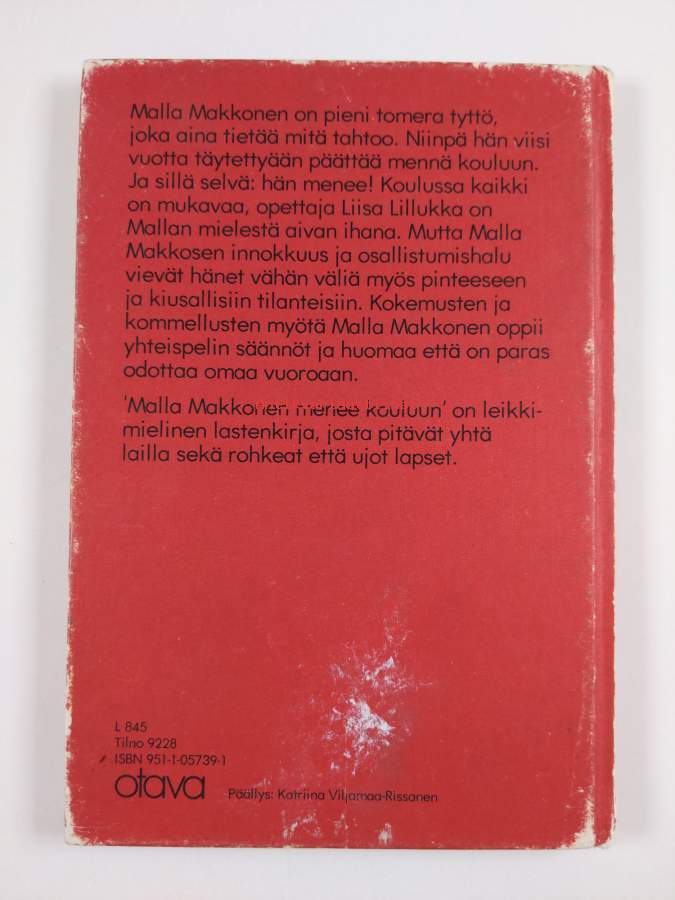 Malla Makkonen on pieni tomera tyttö,
joka aina tietää mitä tahtoo. Niinpä hän viisi
vuotta täytettyään päättää mennä kouluun.
Ja sillä selvä: hän menee! Koulussa kaikki
on mukavaa, opettaja Liisa Lillukka on
Mallan mielestä aivan ihana. Mutta Malla
Makkosen innokkuus ja osallistumishalu
vievät hänet vähän väliä myös pinteeseen
ja kiusallisiin tilanteisiin. Kokemusten ja
kommellusten myötä Malla Makkonen oppii
yhteispelin säännöt ja huomaa että on paras
odottaa omaa vuoroaan.
'Malla Makkonen menee kouluun' on leikki-
mielinen lastenkirja, josta pitävät yhtä
lailla sekä rohkeat että ujot lapset.
L 845
Tilno 9228
ISBN 951-1-05739-1
otava
Päällys: Katriina Viljamaa-Rissanen